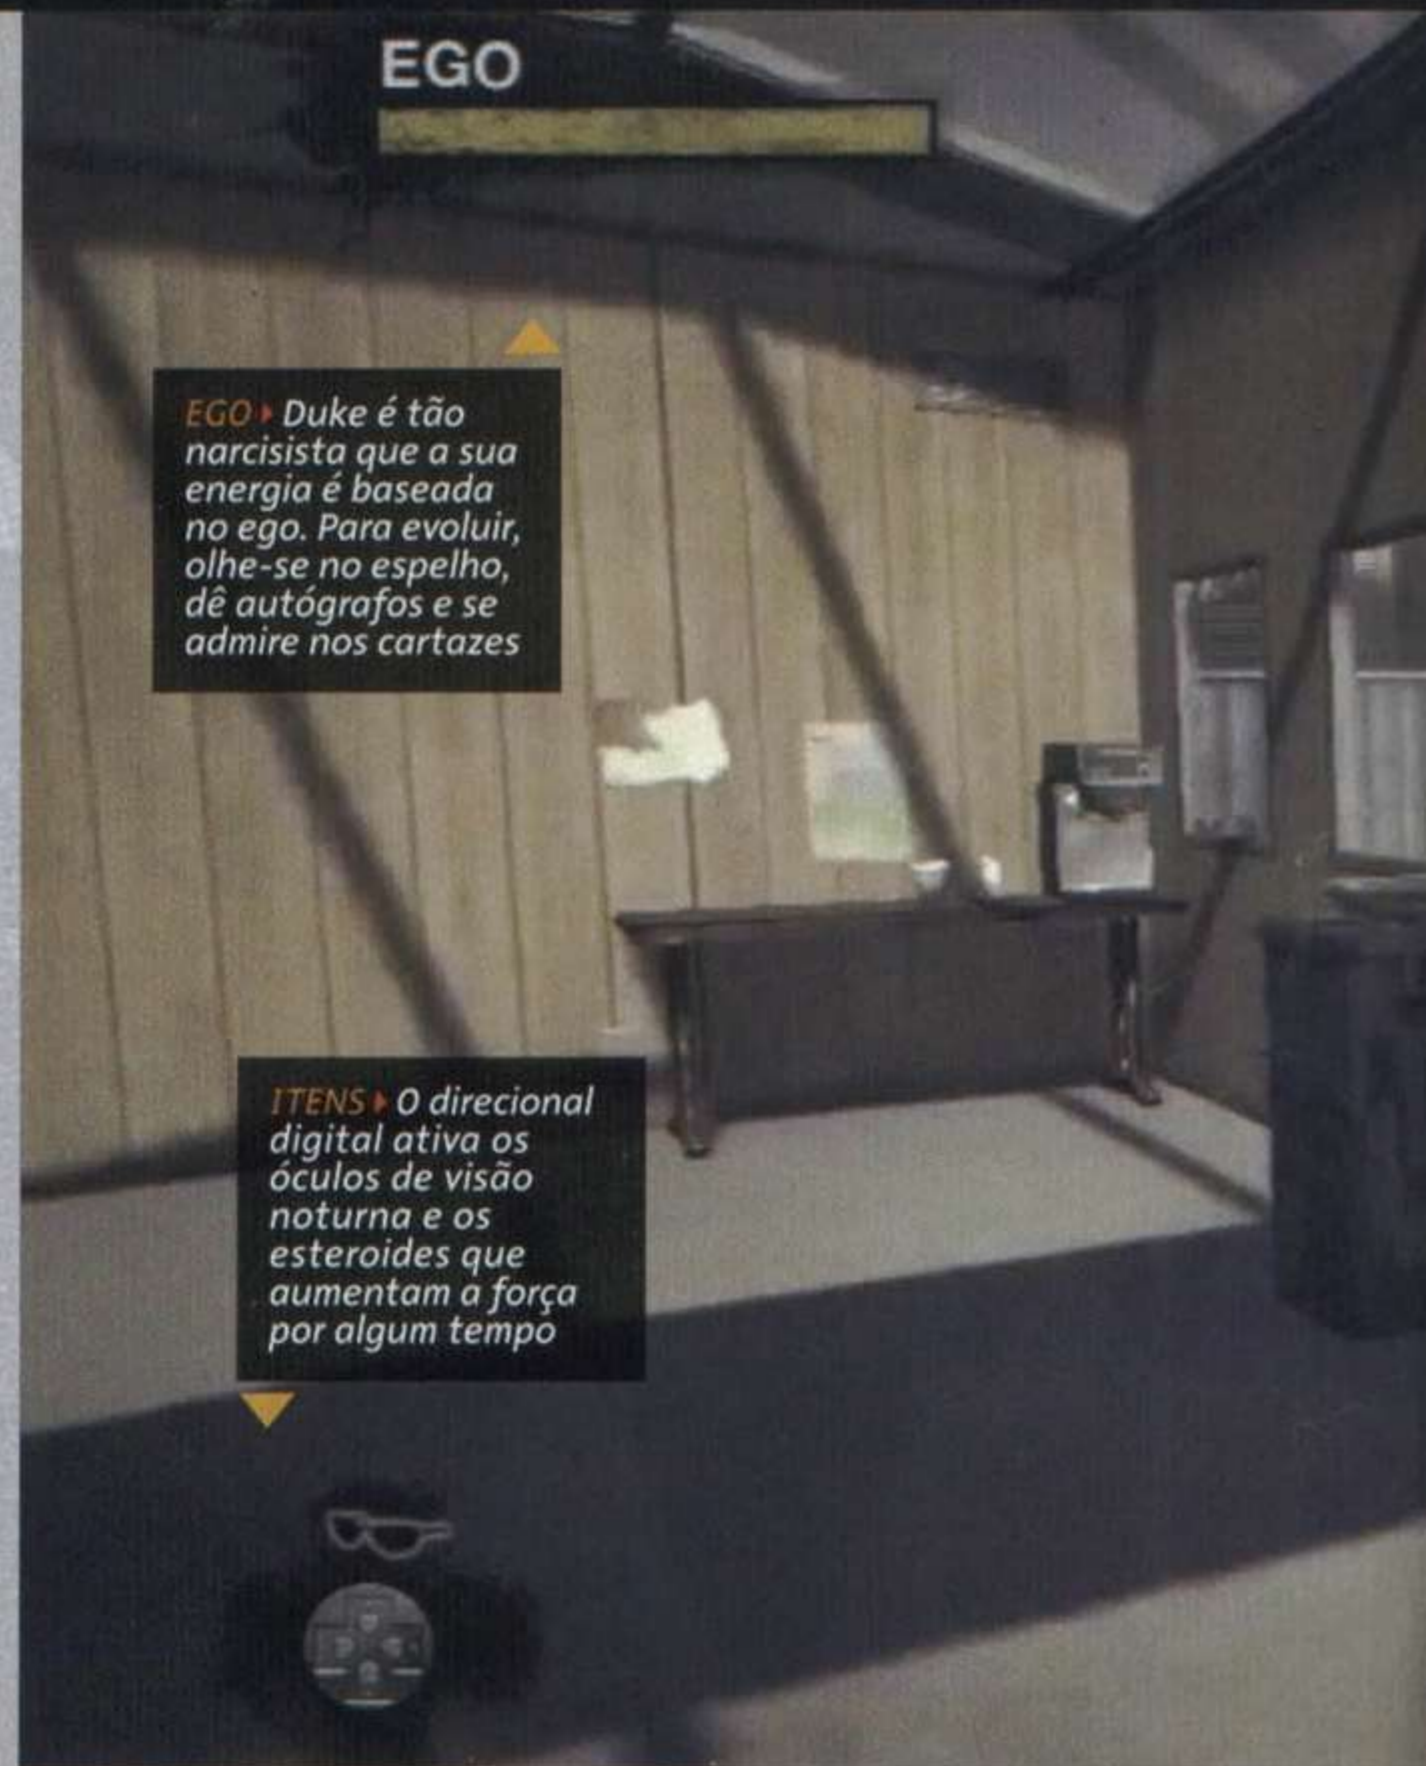 EGO
EGO ▸ Duke é tão
narcisista que a sua
energia é baseada
no ego. Para evoluir,
olhe-se no espelho,
dê autógrafos e se
admire nos cartazes
ITENS ▸ O direcional
digital ativa os
óculos de visão
noturna e os
esteroides que
aumentam a força
por algum tempo